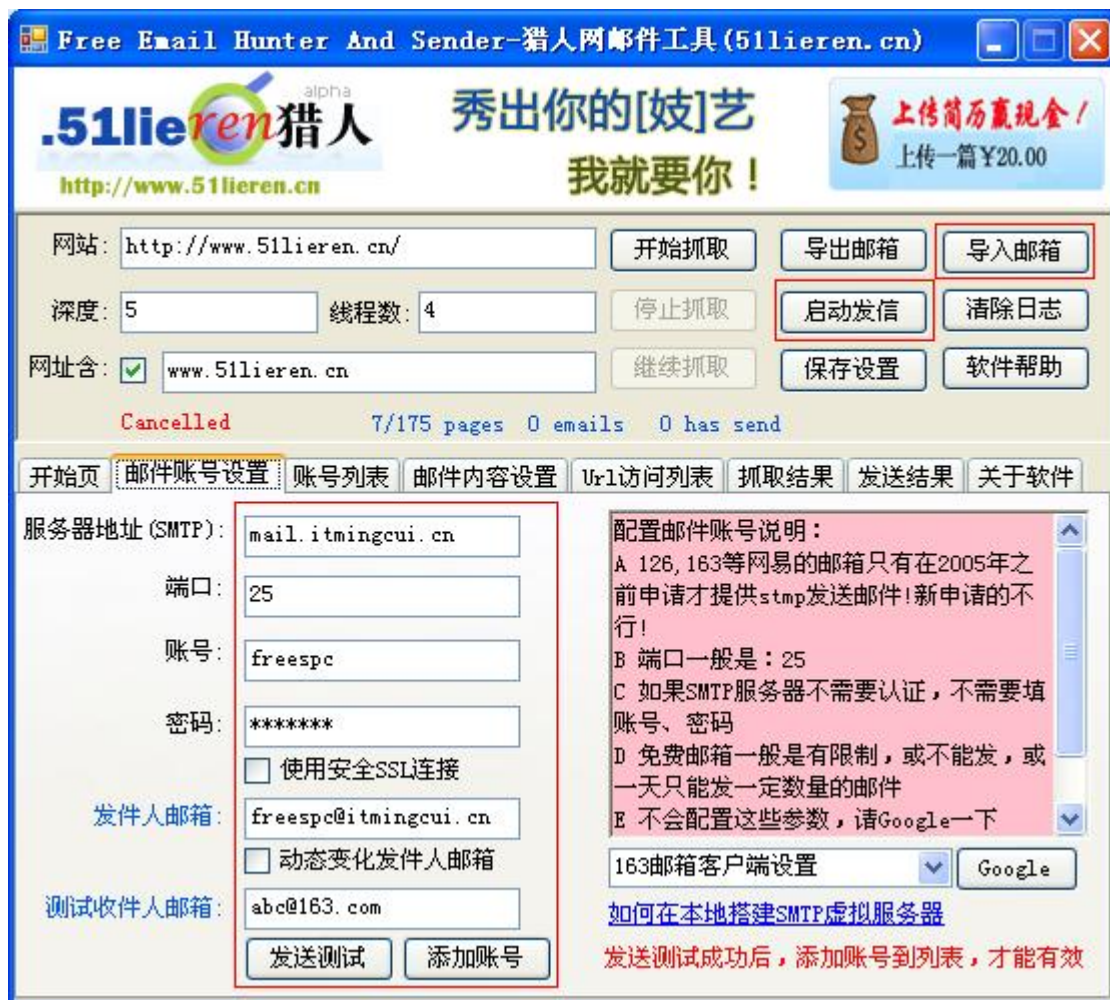 Free Email Hunter And Sender-猎人网邮件工具(51lieren.cn)
alpha
.51lieren猎人
http://www.51lieren.cn
秀出你的[妓]艺
我就要你！
上传简历赢现金！
上传一篇¥20.00
网站: http://www.51lieren.cn/ 开始抓取 导出邮箱 导入邮箱
深度: 5 线程数: 4 停止抓取 启动发信 清除日志
网址含: www.51lieren.cn 继续抓取 保存设置 软件帮助
Cancelled 7/175 pages 0 emails 0 has send
开始页 邮件账号设置 账号列表 邮件内容设置 Url访问列表 抓取结果 发送结果 关于软件
服务器地址(SMTP): mail.itmingcui.cn
端口: 25
账号: freespc
密码: *******
使用安全SSL连接
发件人邮箱: freespc@itmingcui.cn
动态变化发件人邮箱
测试收件人邮箱: abc@163.com
发送测试 添加账号
配置邮件账号说明：
A 126,163等网易的邮箱只有在2005年之
前申请才提供stmp发送邮件!新申请的不
行!
B 端口一般是：25
C 如果SMTP服务器不需要认证，不需要填
账号、密码
D 免费邮箱一般是有限制，或不能发，或
一天只能发一定数量的邮件
E 不会配置这些参数，请Google一下
163邮箱客户端设置 Google
如何在本地搭建SMTP虚拟服务器
发送测试成功后，添加账号到列表，才能有效